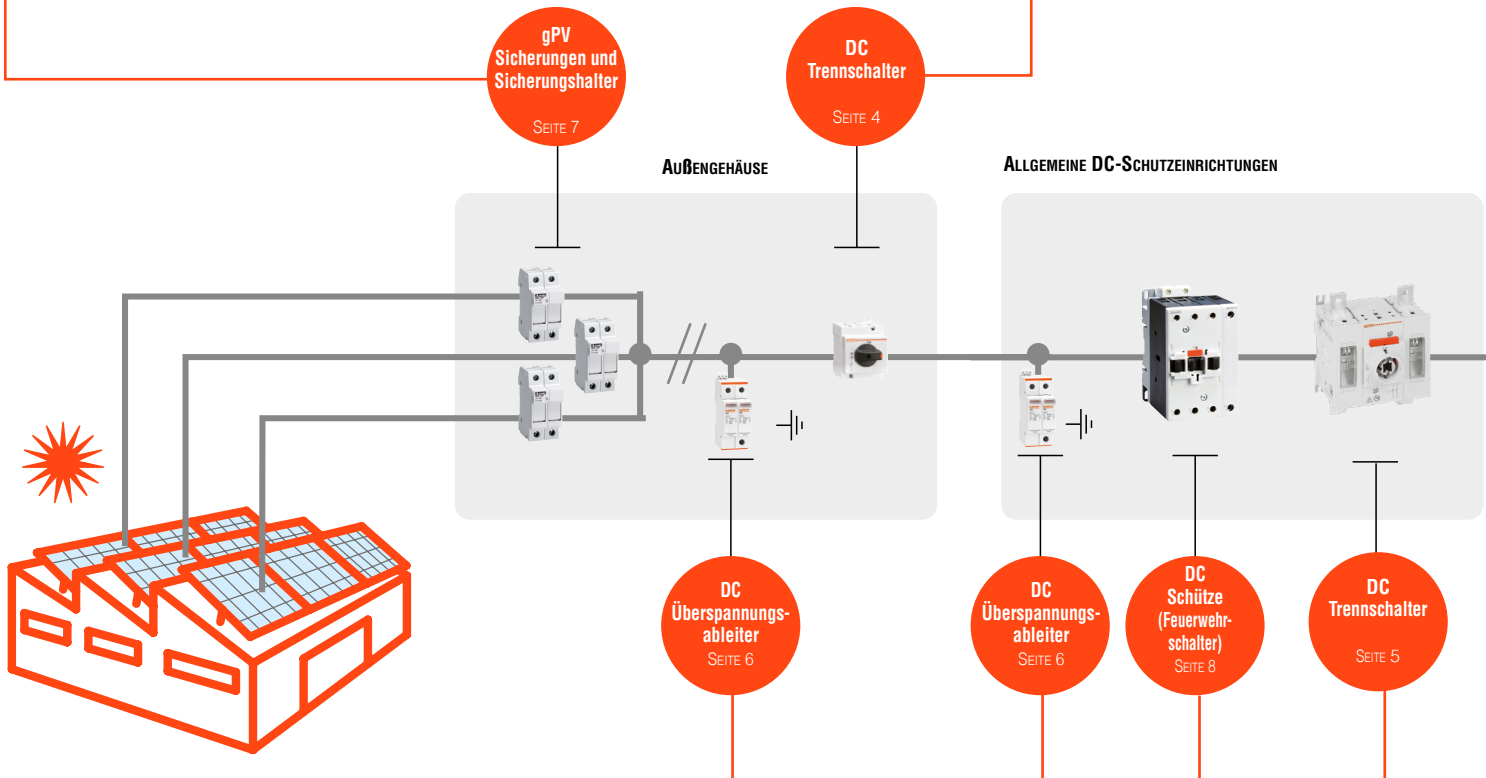 gPV
Sicherungen und
Sicherungshalter
SEITE 7
DC
Trennschalter
SEITE 4
AUßENGEHÄUSE
ALLGEMEINE DC-SCHUTZEINRICHTUNGEN
DC
Überspannungs-
ableiter
SEITE 6
DC
Überspannungs-
ableiter
SEITE 6
DC
Schütze
(Feuerwehr-
schalter)
SEITE 8
DC
Trennschalter
SEITE 5